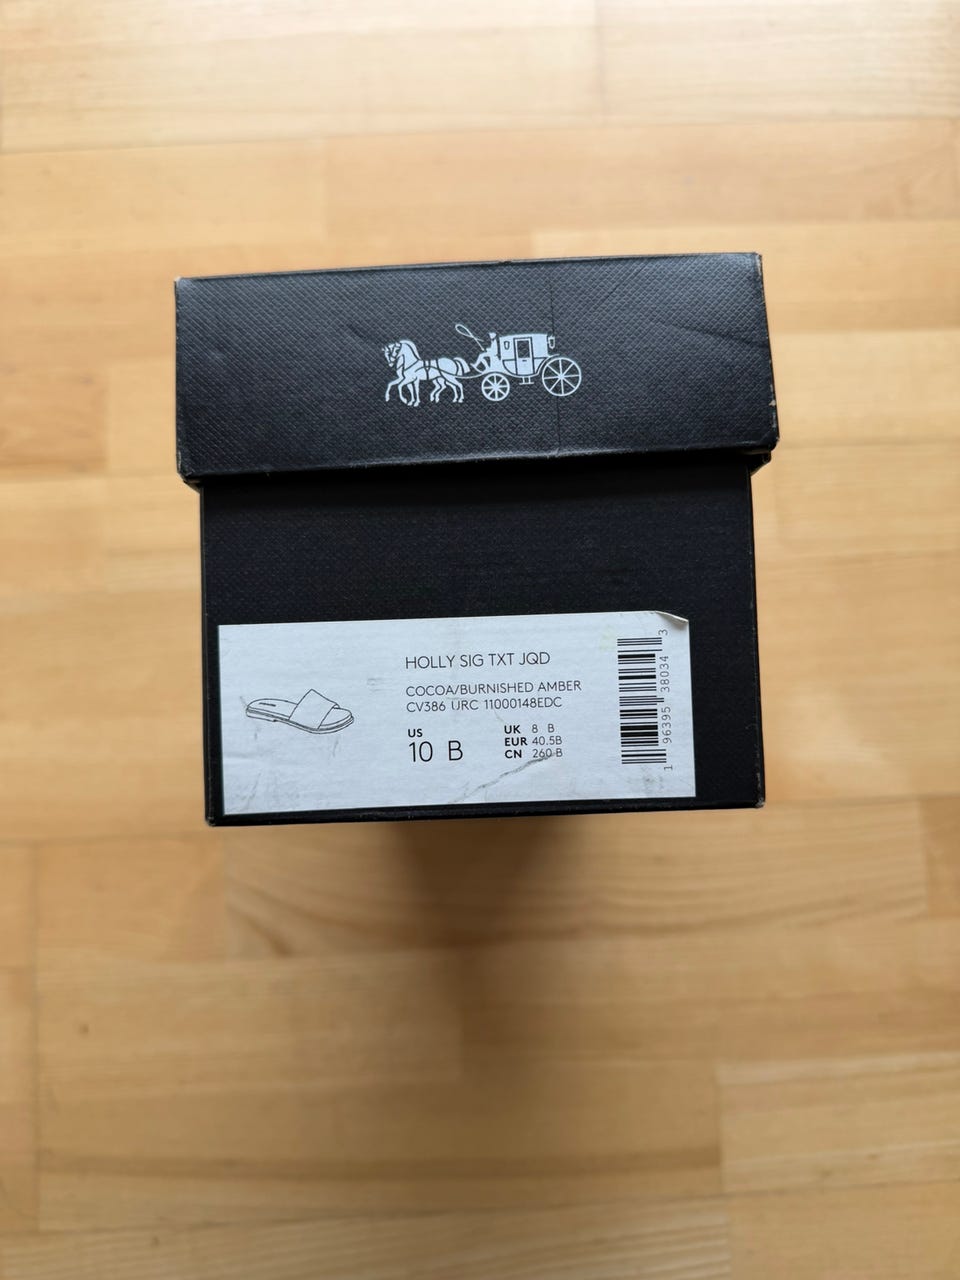 HOLLY SIG TXT JQD
COCOA/BURNISHED AMBER
CV386 URC 11000148EDC
US
10 B
UK 8 B
EUR 40.5B
CN 260 B
1 96395 38034 3